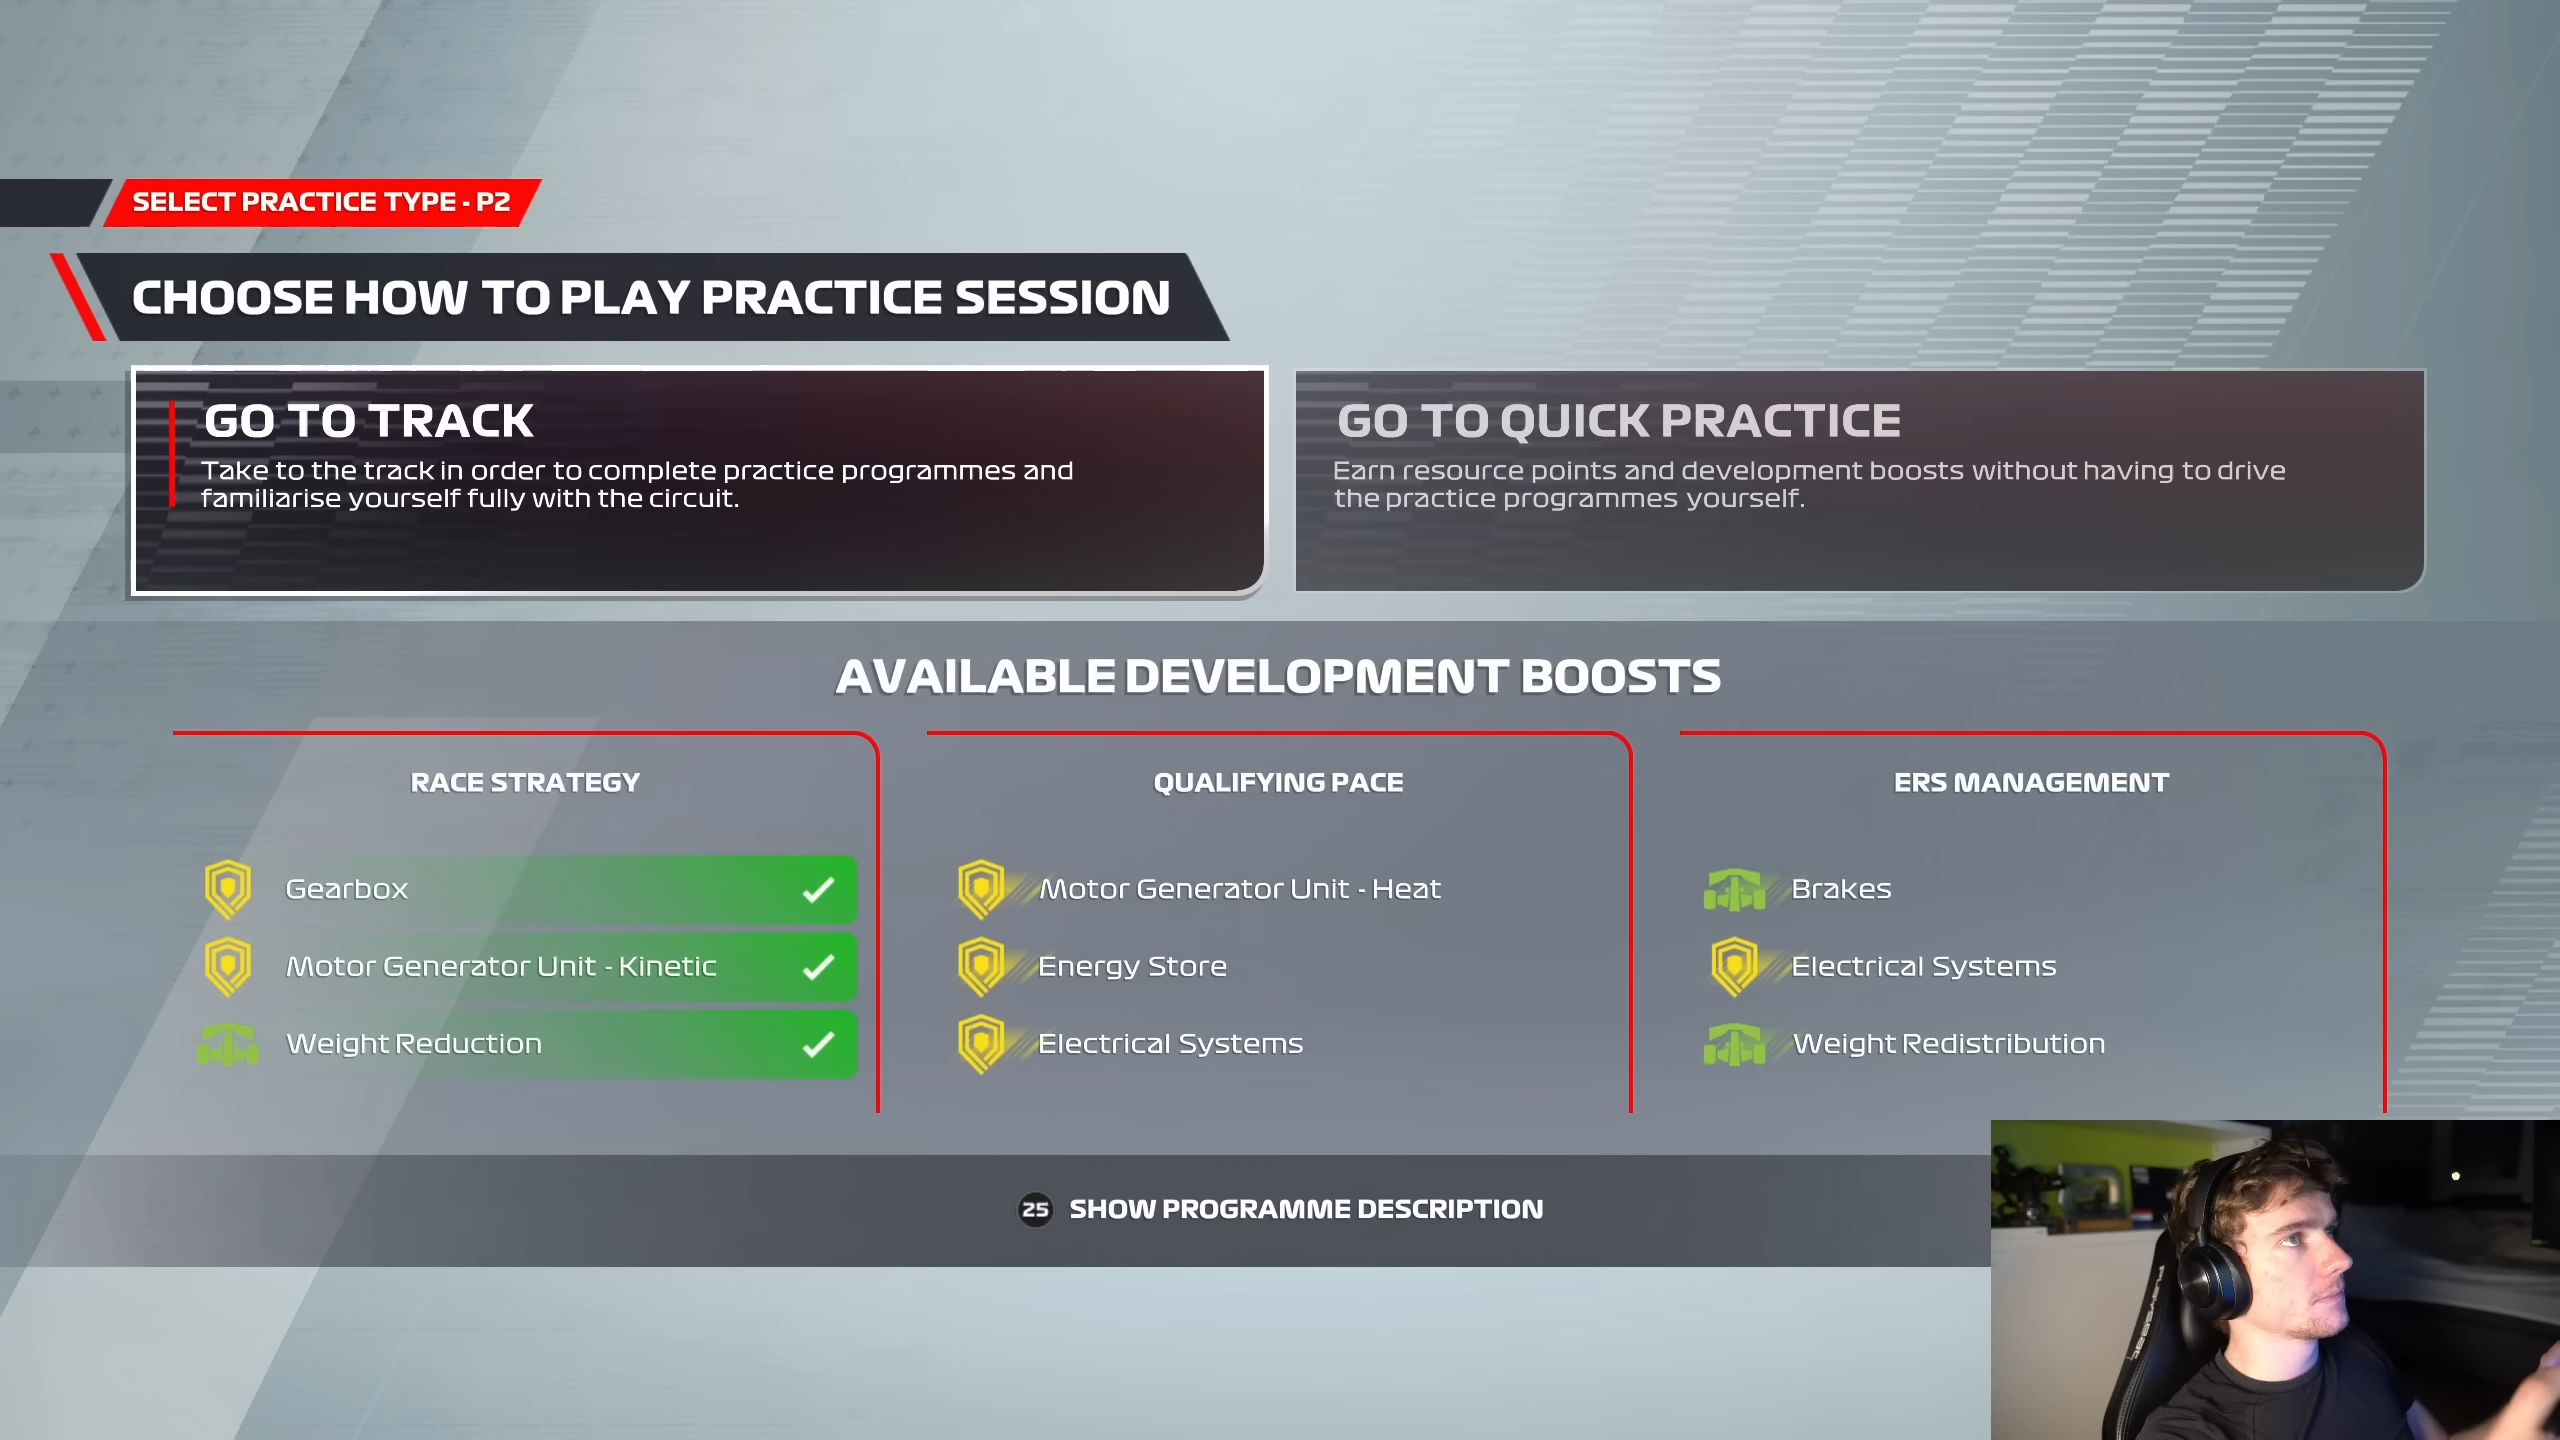 SELECT PRACTICE TYPE - P2
CHOOSE HOW TO PLAY PRACTICE SESSION
GO TO TRACK
Take to the track in order to complete practice programmes and
familiarise yourself fully with the circuit.
GO TO QUICK PRACTICE
Earn resource points and development boosts without having to drive
the practice programmes yourself.
AVAILABLE DEVELOPMENT BOOSTS
RACE STRATEGY
Gearbox
Motor Generator Unit - Kinetic
Weight Reduction
QUALIFYING PACE
Motor Generator Unit - Heat
Energy Store
Electrical Systems
ERS MANAGEMENT
Brakes
Electrical Systems
Weight Redistribution
25 SHOW PROGRAMME DESCRIPTION
PLAYSEAT